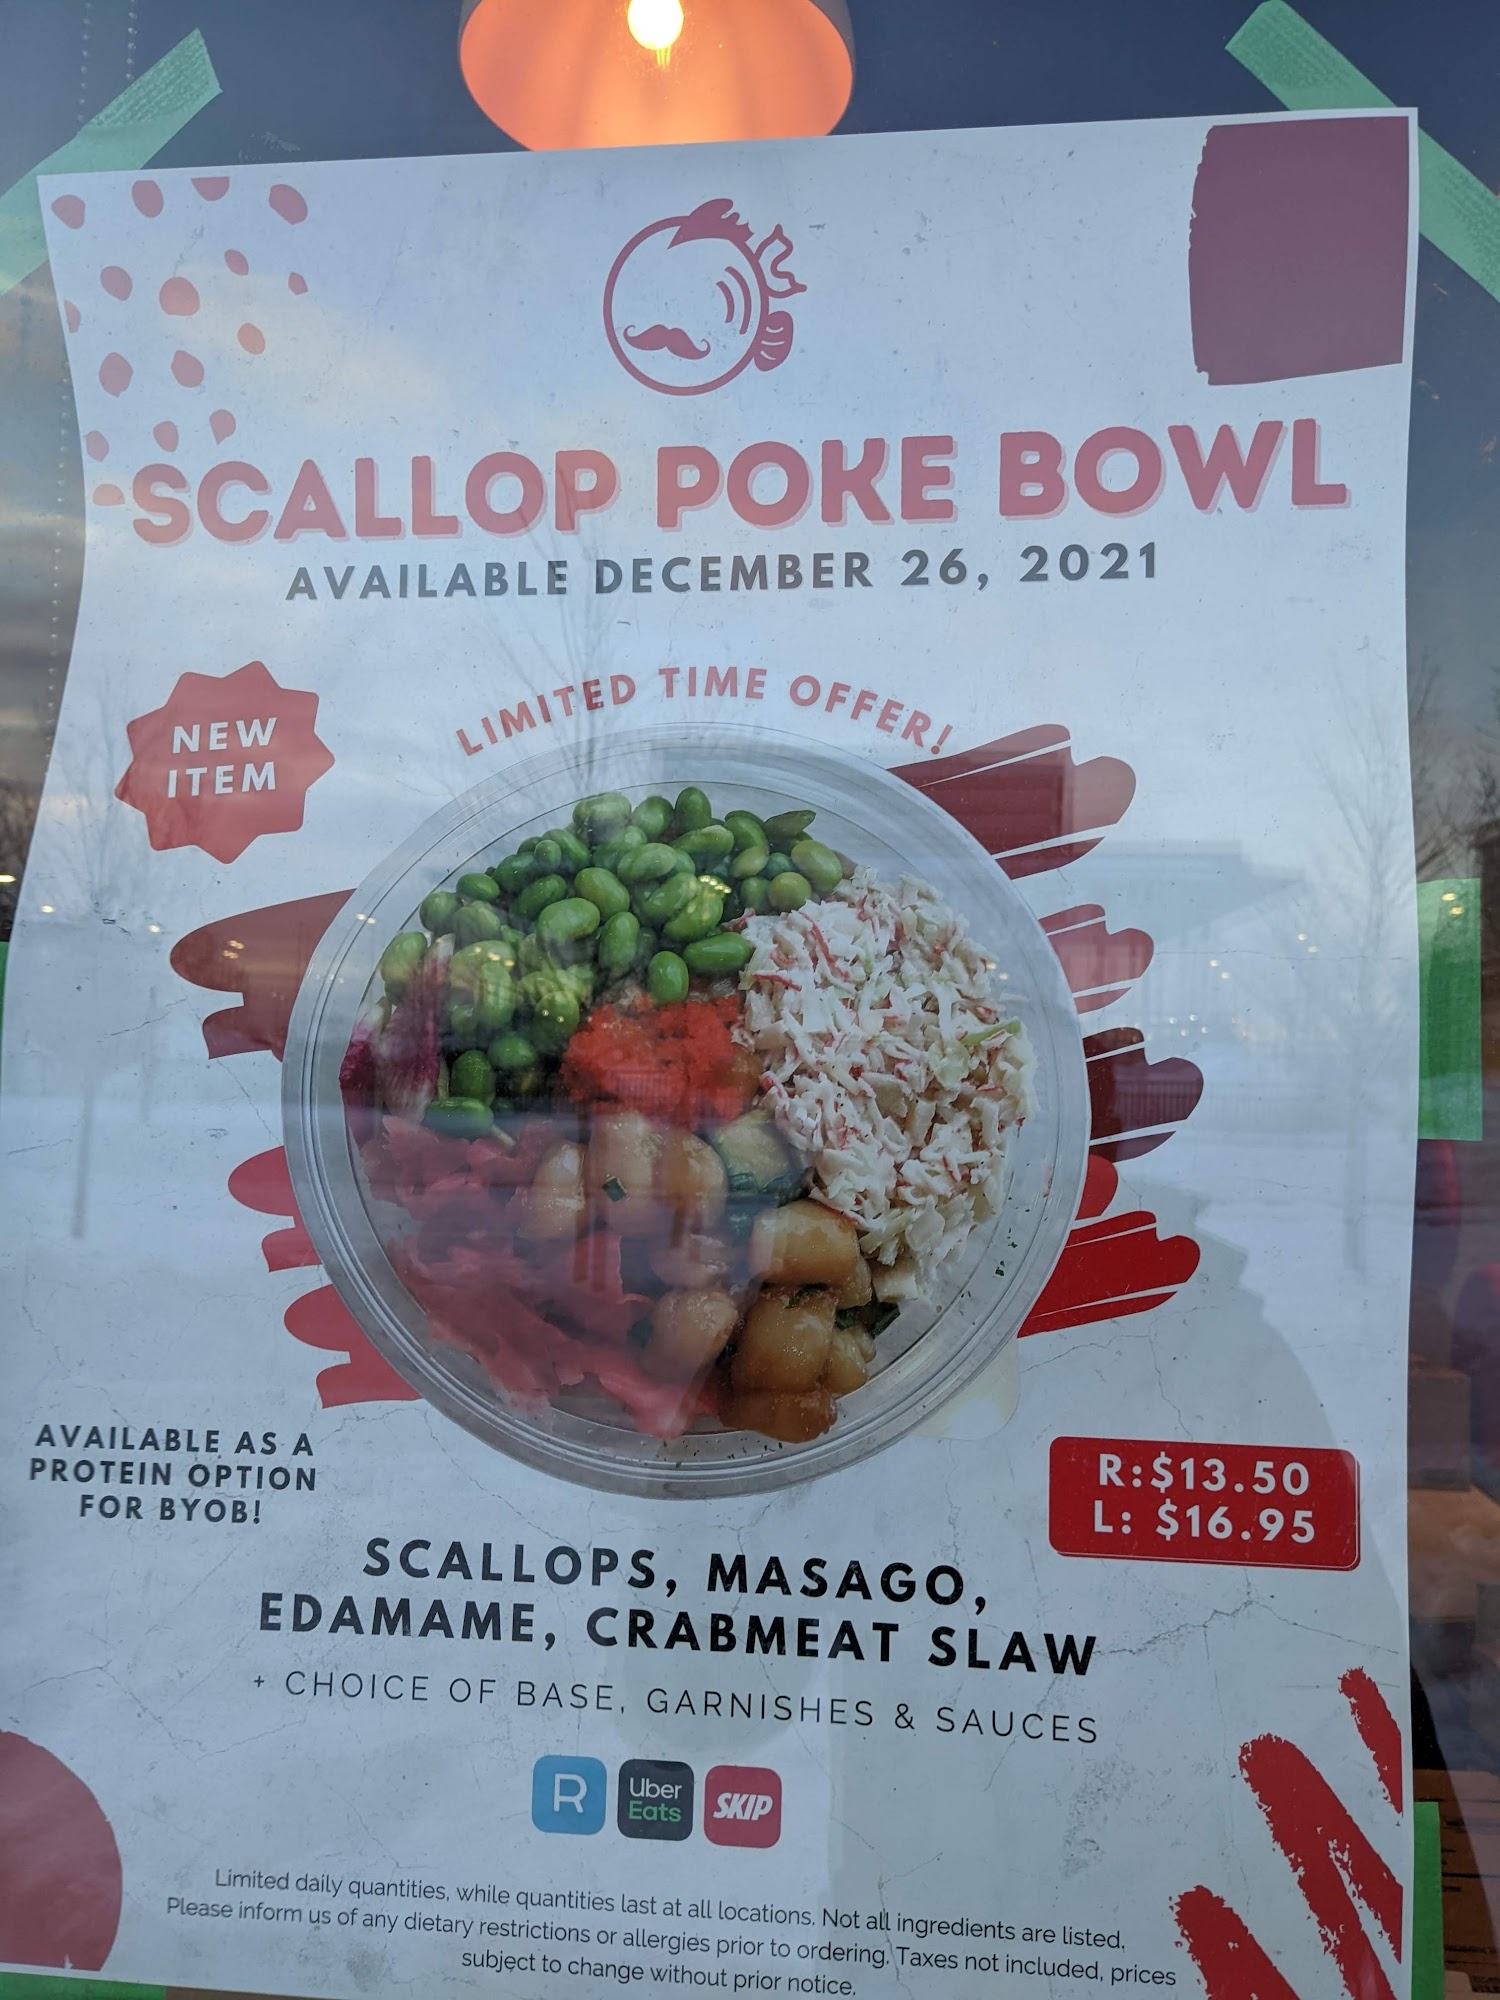 SCALLOP POKE BOWL
AVAILABLE DECEMBER 26, 2021
NEW
ITEM
LIMITED TIME OFFER!
AVAILABLE AS A
PROTEIN OPTION
FOR BYOB!
R:$13.50
L: $16.95
SCALLOPS, MASAGO,
EDAMAME, CRABMEAT SLAW
+ CHOICE OF BASE, GARNISHES & SAUCES
R
Uber
Eats
SKIP
Limited daily quantities, while quantities last at all locations. Not all ingredients are listed.
Please inform us of any dietary restrictions or allergies prior to ordering. Taxes not included, prices
subject to change without prior notice.